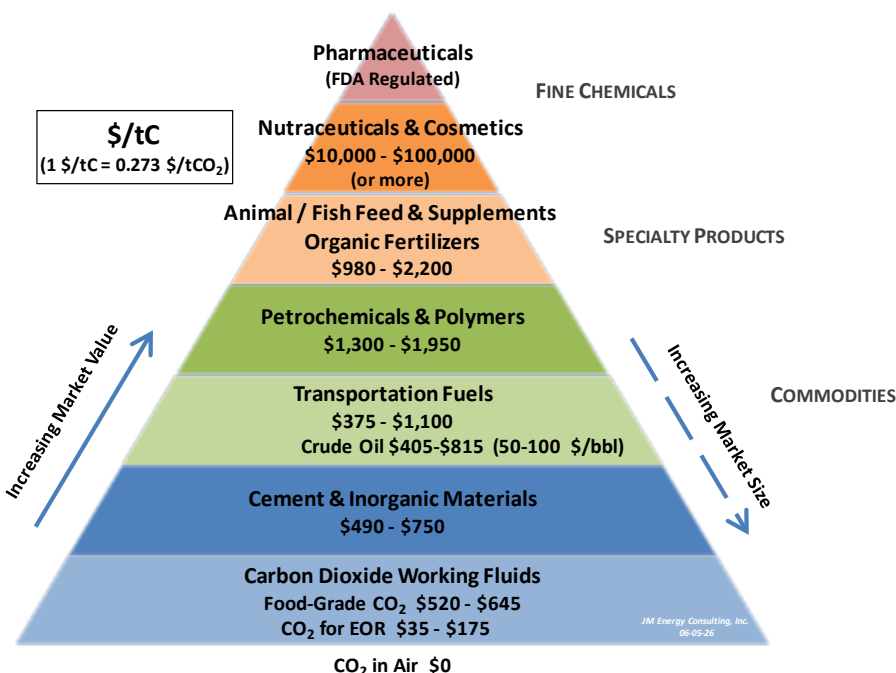 Pharmaceuticals
(FDA Regulated)
FINE CHEMICALS
$/tC
(1 $/tC = 0.273 $/tCO₂)
Nutraceuticals & Cosmetics
$10,000 - $100,000
(or more)
Animal / Fish Feed & Supplements
Organic Fertilizers
$980 - $2,200
SPECIALTY PRODUCTS
Petrochemicals & Polymers
$1,300 - $1,950
Increasing Market Value
Increasing Market Size
Transportation Fuels
$375 - $1,100
Crude Oil $405-$815 (50-100 $/bbl)
COMMODITIES
Cement & Inorganic Materials
$490 - $750
Carbon Dioxide Working Fluids
Food-Grade CO₂ $520 - $645
CO₂ for EOR $35 - $175
JM Energy Consulting, Inc.
06-05-26
CO₂ in Air $0